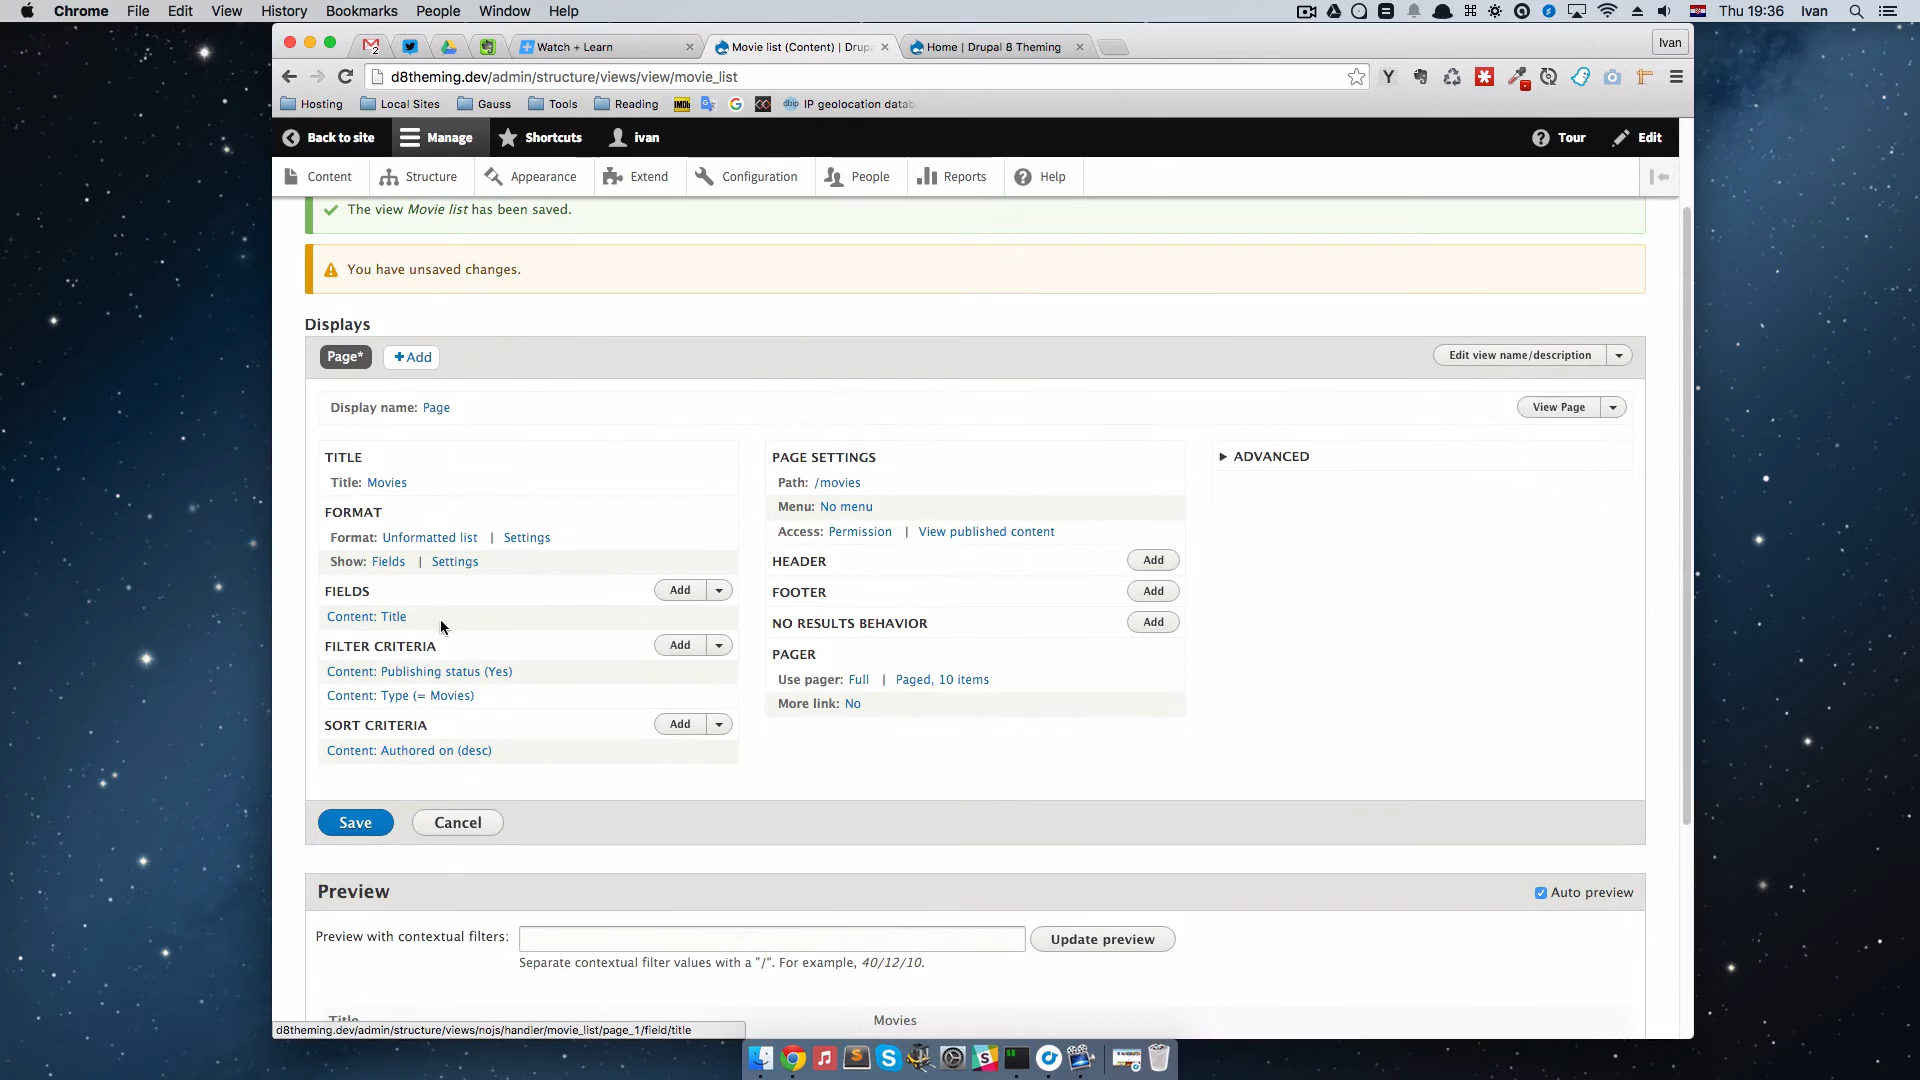 Chrome File Edit View History Bookmarks People Window Help Thu 19:36 Ivan
Watch + Learn Movie list (Content) | Drup Home | Drupal 8 Theming Ivan
d8theming.dev/admin/structure/views/view/movie_list
Hosting Local Sites Gauss Tools Reading IMDb IP geolocation datab
Back to site Manage Shortcuts ivan Tour Edit
Content Structure Appearance Extend Configuration People Reports Help
The view Movie list has been saved.
You have unsaved changes.
Displays
Page* +Add Edit view name/description
Display name: Page View Page
TITLE
Title: Movies
FORMAT
Format: Unformatted list | Settings
Show: Fields | Settings
FIELDS Add
Content: Title
FILTER CRITERIA Add
Content: Publishing status (Yes)
Content: Type (= Movies)
SORT CRITERIA Add
Content: Authored on (desc)
PAGE SETTINGS
Path: /movies
Menu: No menu
Access: Permission | View published content
HEADER Add
FOOTER Add
NO RESULTS BEHAVIOR Add
PAGER
Use pager: Full | Paged, 10 items
More link: No
ADVANCED
Save Cancel
Preview Auto preview
Preview with contextual filters: Update preview
Separate contextual filter values with a "/". For example, 40/12/10.
Title Movies
d8theming.dev/admin/structure/views/nojs/handler/movie_list/page_1/field/title